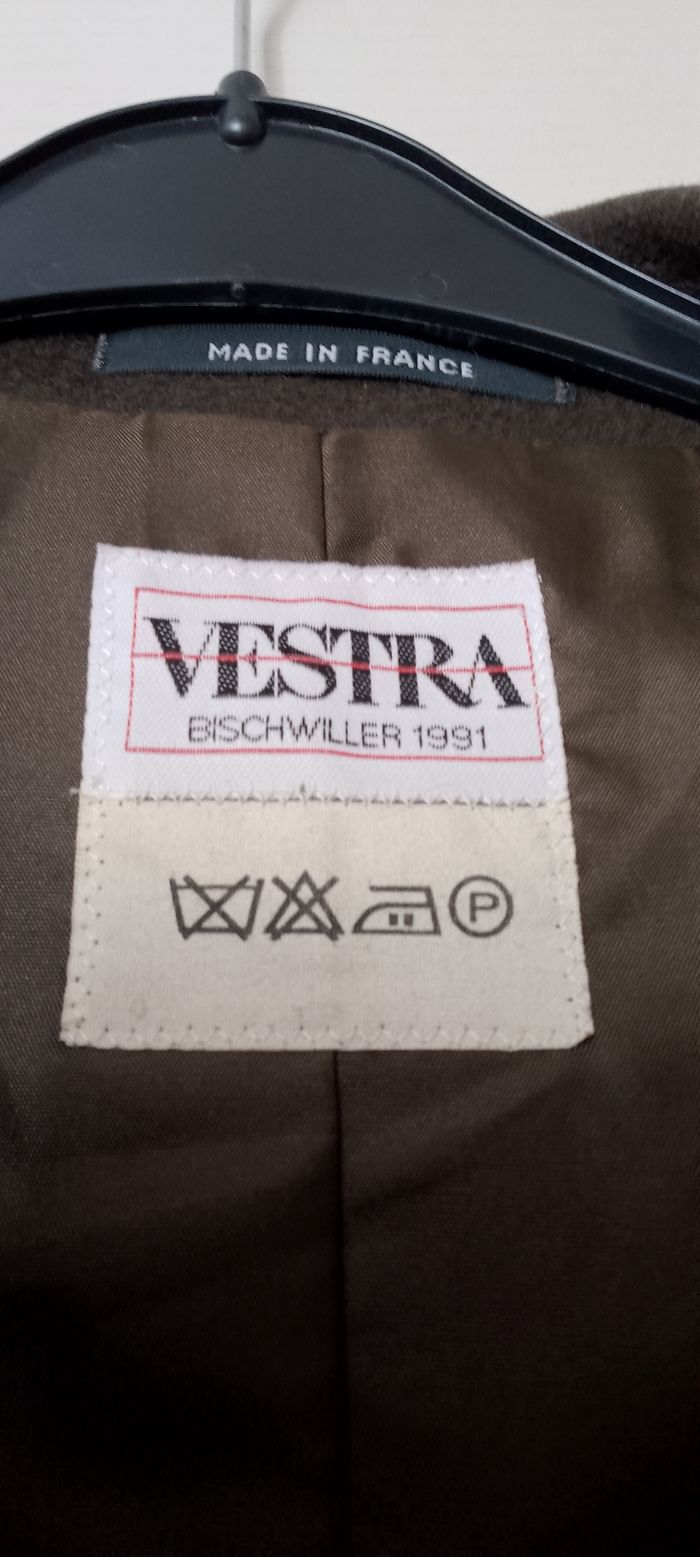 MADE IN FRANCE
VESTRA
BISCHWILLER 1991
P